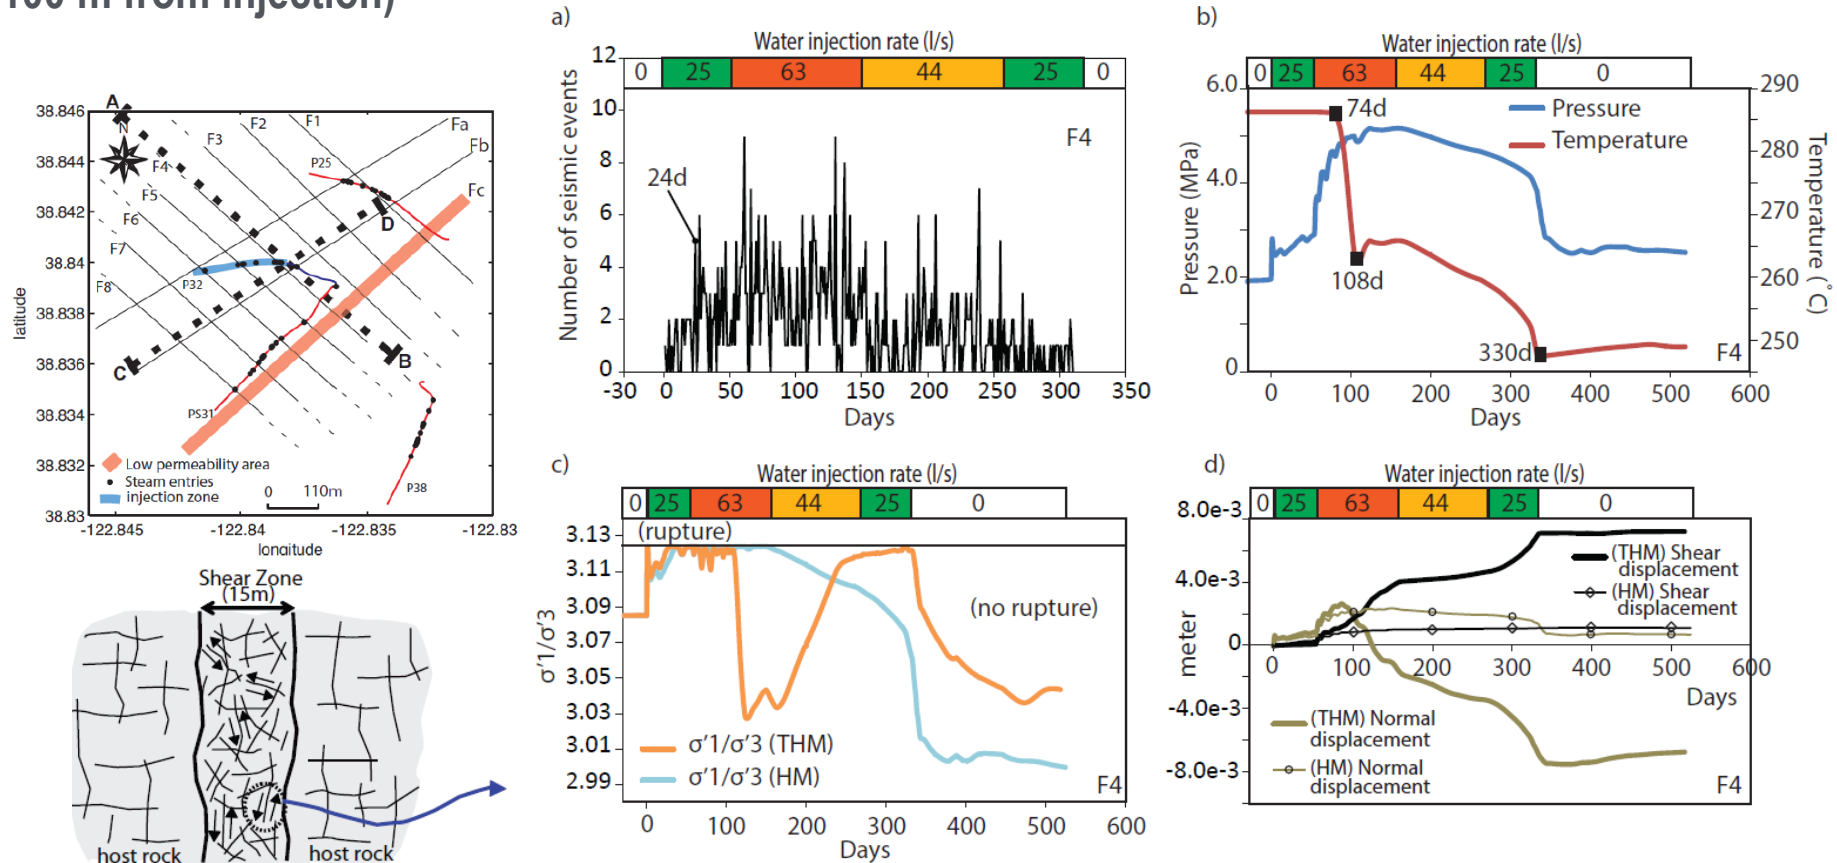 100 m from injection)
38.846
38.844
38.842
38.84
38.838
38.836
38.834
38.832
38.83
latitude
-122.845
-122.84
-122.835
-122.83
longitude
A
N
F1
F2
F3
F4
F5
F6
F7
F8
Fa
Fb
Fc
P25
P32
PS31
P38
B
C
D
Low permeability area
Steam entries
injection zone
0 110m
Shear Zone
(15m)
host rock
host rock
a)
Water injection rate (l/s)
0 25 63 44 25 0
Number of seismic events
12
10
8
6
4
2
0
24d
F4
-30 0 50 100 150 200 250 300 350
Days
b)
Water injection rate (l/s)
0 25 63 44 25 0
Pressure (MPa)
6.0
4.0
2.0
0
Pressure
Temperature
74d
108d
330d
F4
290
280
270
260
250
Temperature (°C)
0 100 200 300 400 500 600
Days
c)
Water injection rate (l/s)
0 25 63 44 25 0
σ'1/σ'3
3.13
3.11
3.09
3.07
3.05
3.03
3.01
2.99
(rupture)
(no rupture)
σ'1/σ'3 (THM)
σ'1/σ'3 (HM)
F4
0 100 200 300 400 500 600
Days
d)
Water injection rate (l/s)
0 25 63 44 25 0
meter
8.0e-3
4.0e-3
0
-4.0e-3
-8.0e-3
(THM) Shear
displacement
(HM) Shear
displacement
0 100 200 300 400 500 600
Days
(THM) Normal
displacement
(HM) Normal
displacement
F4